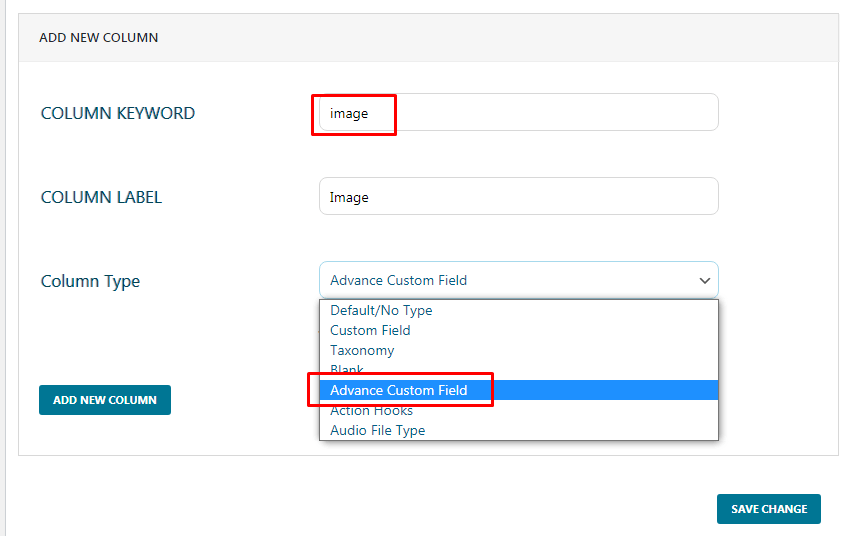 ADD NEW COLUMN
COLUMN KEYWORD
image
COLUMN LABEL
Image
Column Type
Advance Custom Field
Default/No Type
Custom Field
Taxonomy
Blank
Advance Custom Field
Action Hooks
Audio File Type
ADD NEW COLUMN
SAVE CHANGE